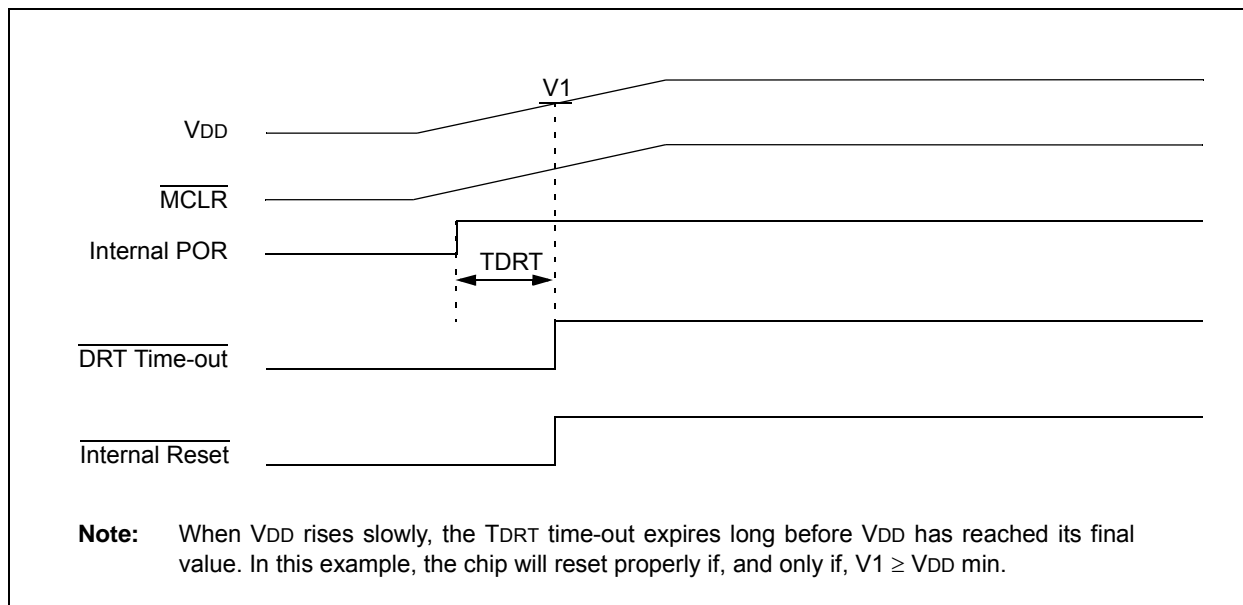 V1
VDD
MCLR
Internal POR
TDRT
DRT Time-out
Internal Reset
Note: When VDD rises slowly, the TDRT time-out expires long before VDD has reached its final
value. In this example, the chip will reset properly if, and only if, V1 ≥ VDD min.